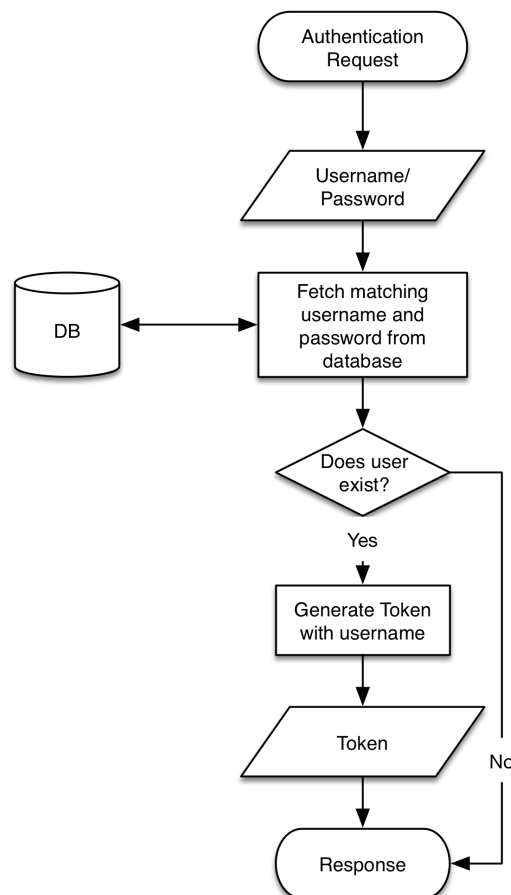 Authentication
Request
Username/
Password
DB
Fetch matching
username and
password from
database
Does user
exist?
Yes
Generate Token
with username
Token
No
Response